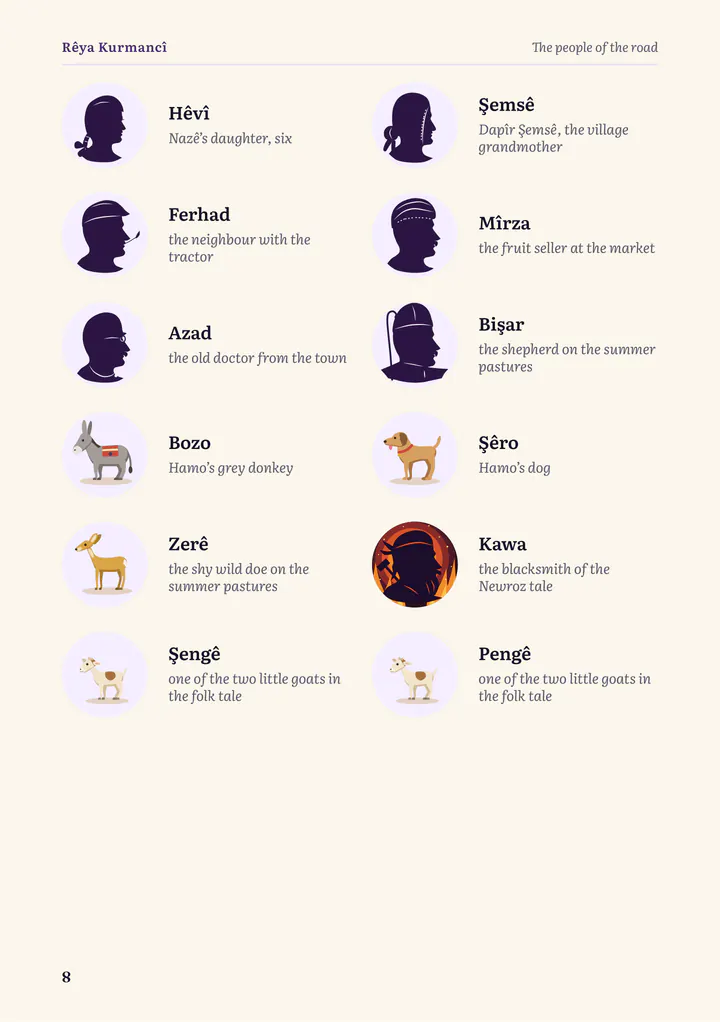 Rêya Kurmancî
The people of the road
Hêvî
Nazê’s daughter, six
Şemsê
Dapîr Şemsê, the village
grandmother
Ferhad
the neighbour with the
tractor
Mîrza
the fruit seller at the market
Azad
the old doctor from the town
Bişar
the shepherd on the summer
pastures
Bozo
Hamo’s grey donkey
Şêro
Hamo’s dog
Zerê
the shy wild doe on the
summer pastures
Kawa
the blacksmith of the
Newroz tale
Şengê
one of the two little goats in
the folk tale
Pengê
one of the two little goats in
the folk tale
8